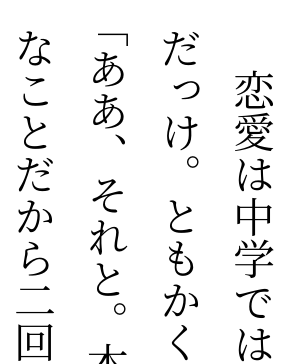 恋愛は中学では
だっけ。ともかく
「ああ、それと。
なことだから二回